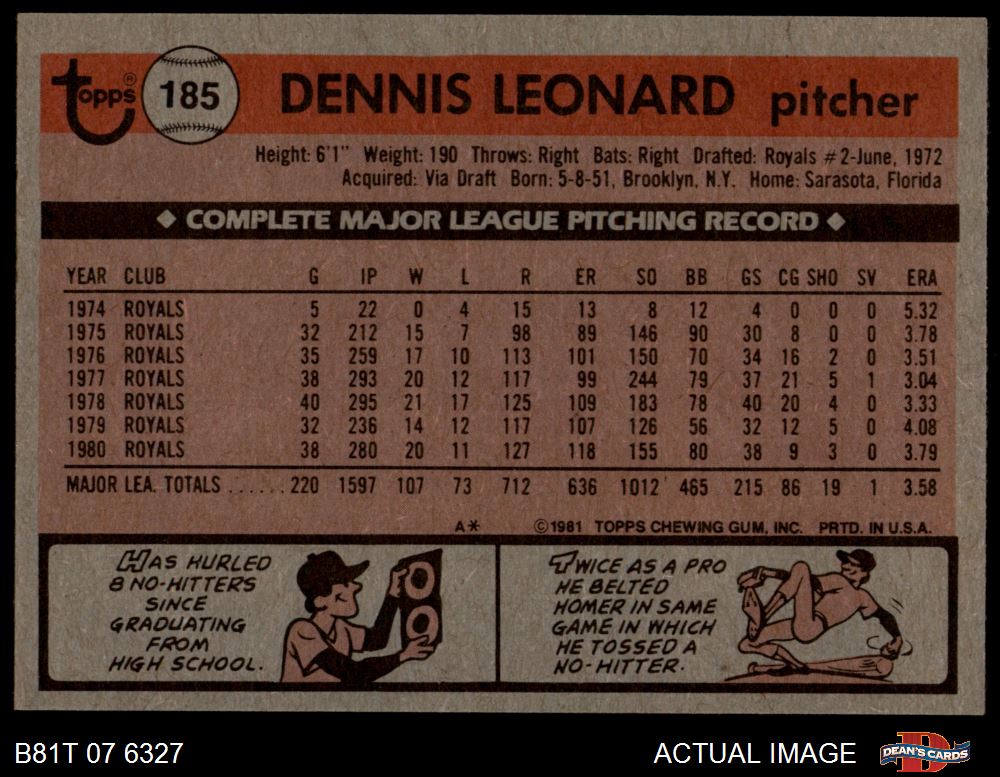 Topps® 185 DENNIS LEONARD pitcher
Height: 6'1" Weight: 190 Throws: Right Bats: Right Drafted: Royals #2-June, 1972
Acquired: Via Draft Born: 5-8-51, Brooklyn, N.Y. Home: Sarasota, Florida
◆ COMPLETE MAJOR LEAGUE PITCHING RECORD ◆
YEAR CLUB G IP W L R ER SO BB GS CG SHO SV ERA
1974 ROYALS 5 22 0 4 15 13 8 12 4 0 0 0 5.32
1975 ROYALS 32 212 15 7 98 89 146 90 30 8 0 0 3.78
1976 ROYALS 35 259 17 10 113 101 150 70 34 16 2 0 3.51
1977 ROYALS 38 293 20 12 117 99 244 79 37 21 5 1 3.04
1978 ROYALS 40 295 21 17 125 109 183 78 40 20 4 0 3.33
1979 ROYALS 32 236 14 12 117 107 126 56 32 12 5 0 4.08
1980 ROYALS 38 280 20 11 127 118 155 80 38 9 3 0 3.79
MAJOR LEA. TOTALS ...... 220 1597 107 73 712 636 1012 465 215 86 19 1 3.58
A* ©1981 TOPPS CHEWING GUM, INC. PRTD. IN U.S.A.
HAS HURLED
8 NO-HITTERS
SINCE
GRADUATING
FROM
HIGH SCHOOL.
TWICE AS A PRO
HE BELTED
HOMER IN SAME
GAME IN WHICH
HE TOSSED A
NO-HITTER.
B81T 07 6327 ACTUAL IMAGE DEAN'S CARDS